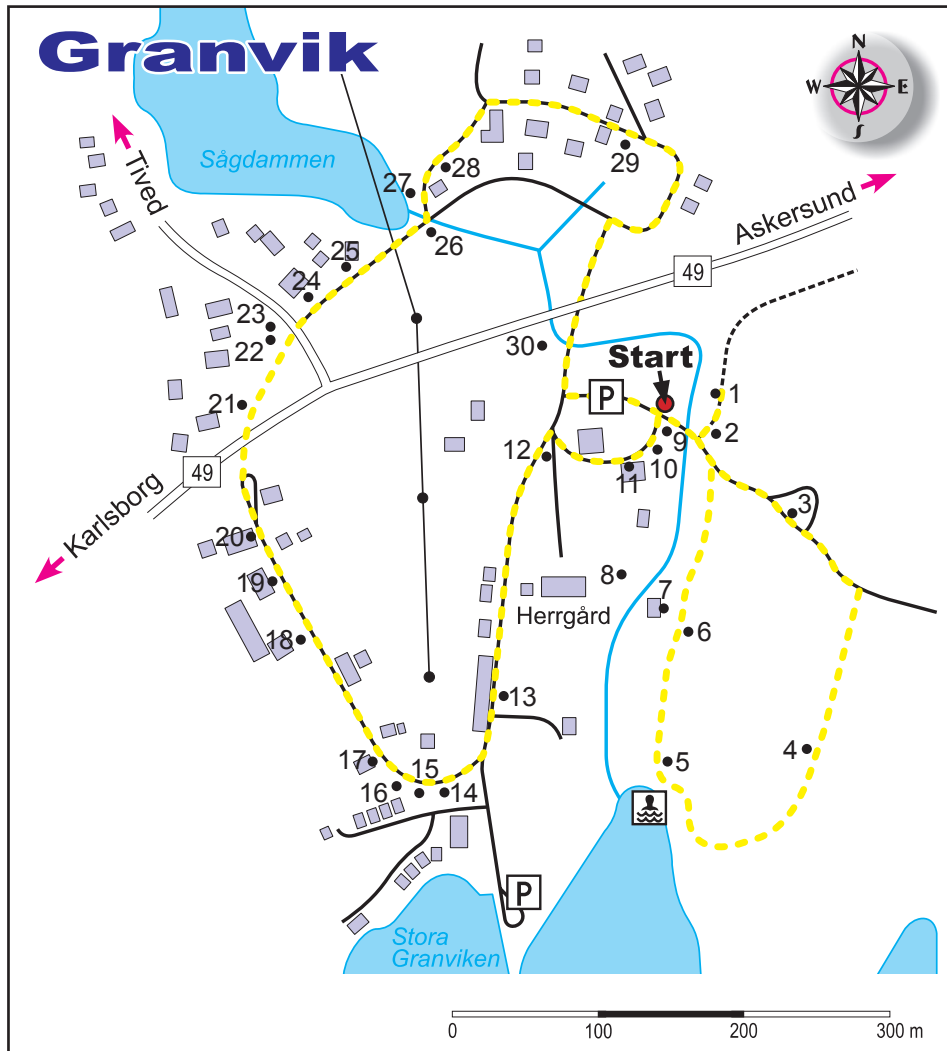 Granvik
N
W
E
S
Sågdammen
Tived
28
29
27
26
Askersund
25
24
49
23
22
30
Start
1
21
P
2
9
12
10
11
49
3
Karlsborg
20
19
8
7
Herrgård
6
18
13
4
17
15
5
16
14
P
Stora
Granviken
0
100
200
300 m